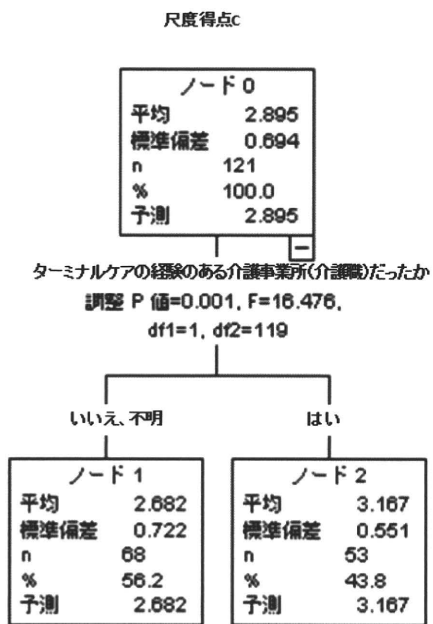 尺度得点C
ノード 0
平均 2.895
標準偏差 0.694
n 121
% 100.0
予測 2.895
ターミナルケアの経験のある介護事業所(介護職)だったか
調整 P 値=0.001, F=16.476,
df1=1, df2=119
いいえ、不明
はい
ノード 1
平均 2.682
標準偏差 0.722
n 68
% 56.2
予測 2.682
ノード 2
平均 3.167
標準偏差 0.551
n 53
% 43.8
予測 3.167